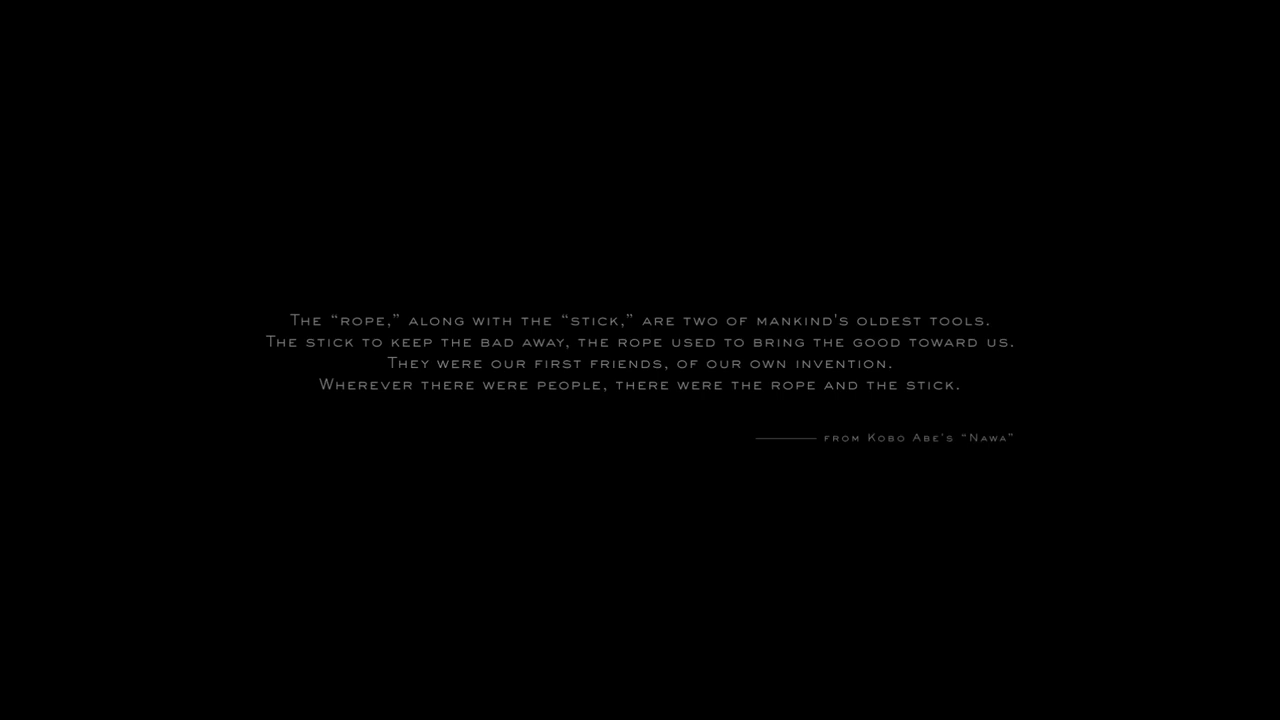 The “rope,” along with the “stick,” are two of mankind's oldest tools.
The stick to keep the bad away, the rope used to bring the good toward us.
They were our first friends, of our own invention.
Wherever there were people, there were the rope and the stick.
from Kobo Abe's “Nawa”